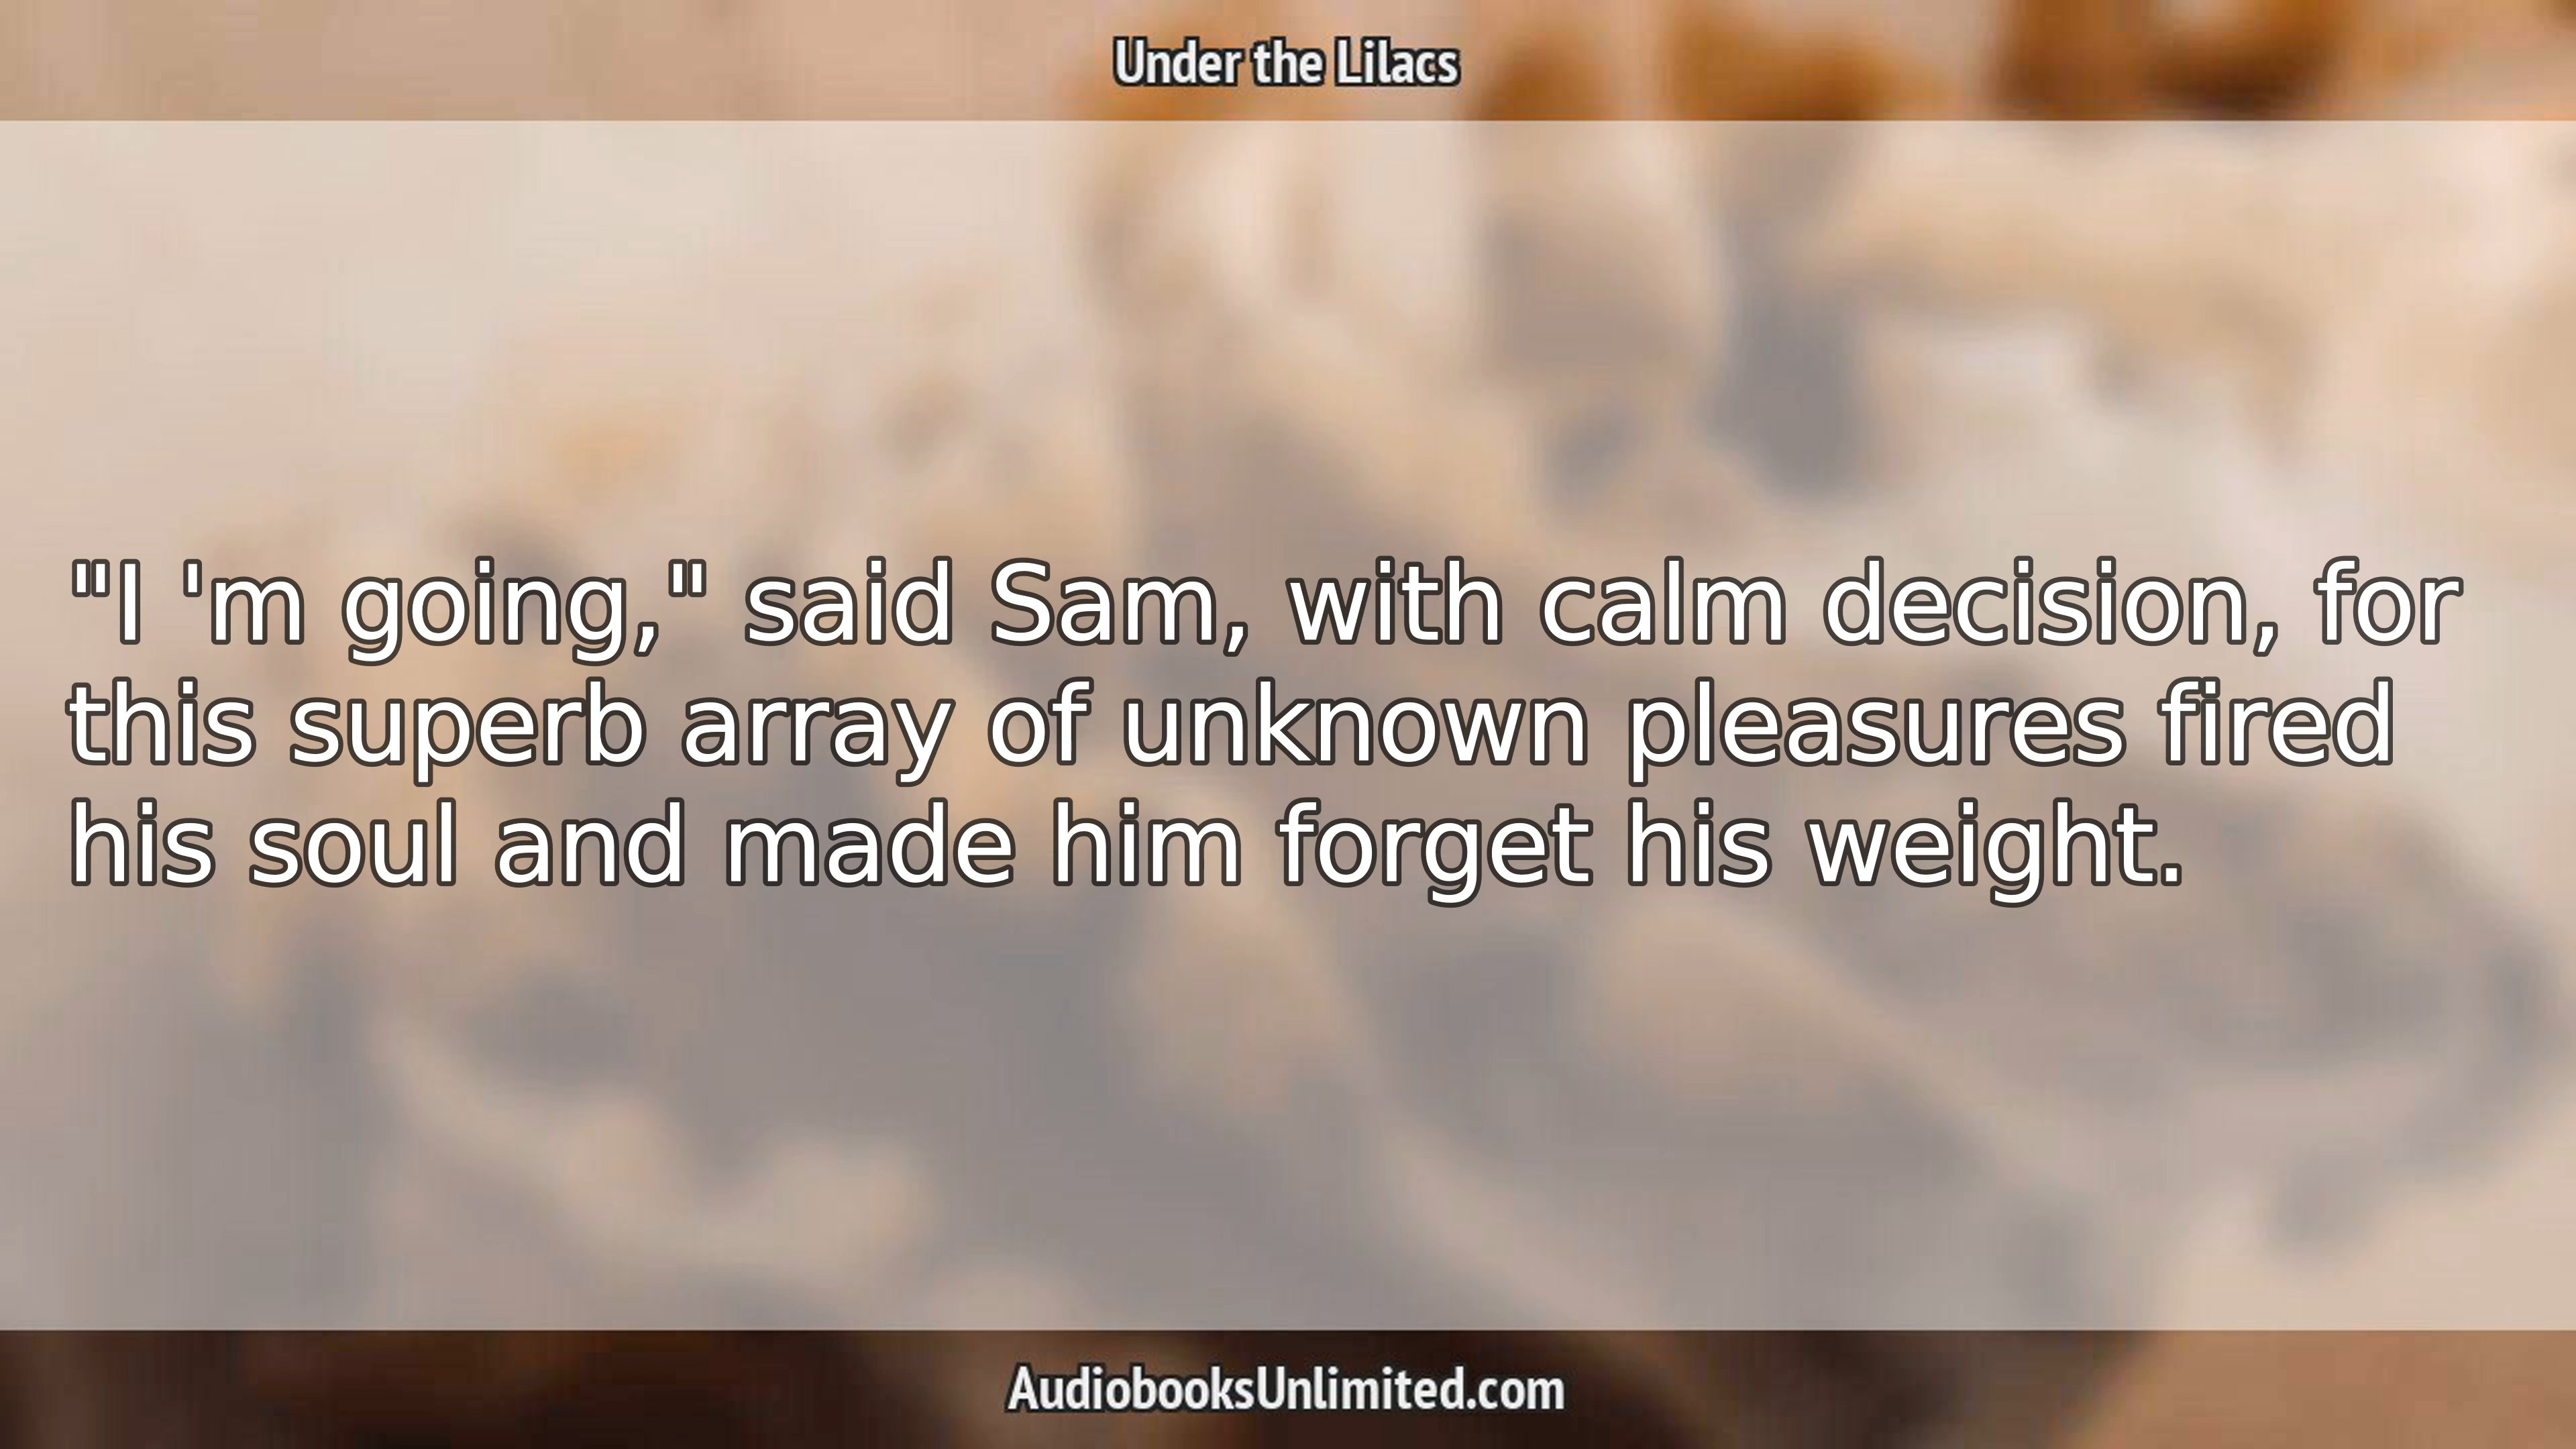 Under the Lilacs
"I 'm going," said Sam, with calm decision, for
this superb array of unknown pleasures fired
his soul and made him forget his weight.
AudiobooksUnlimited.com